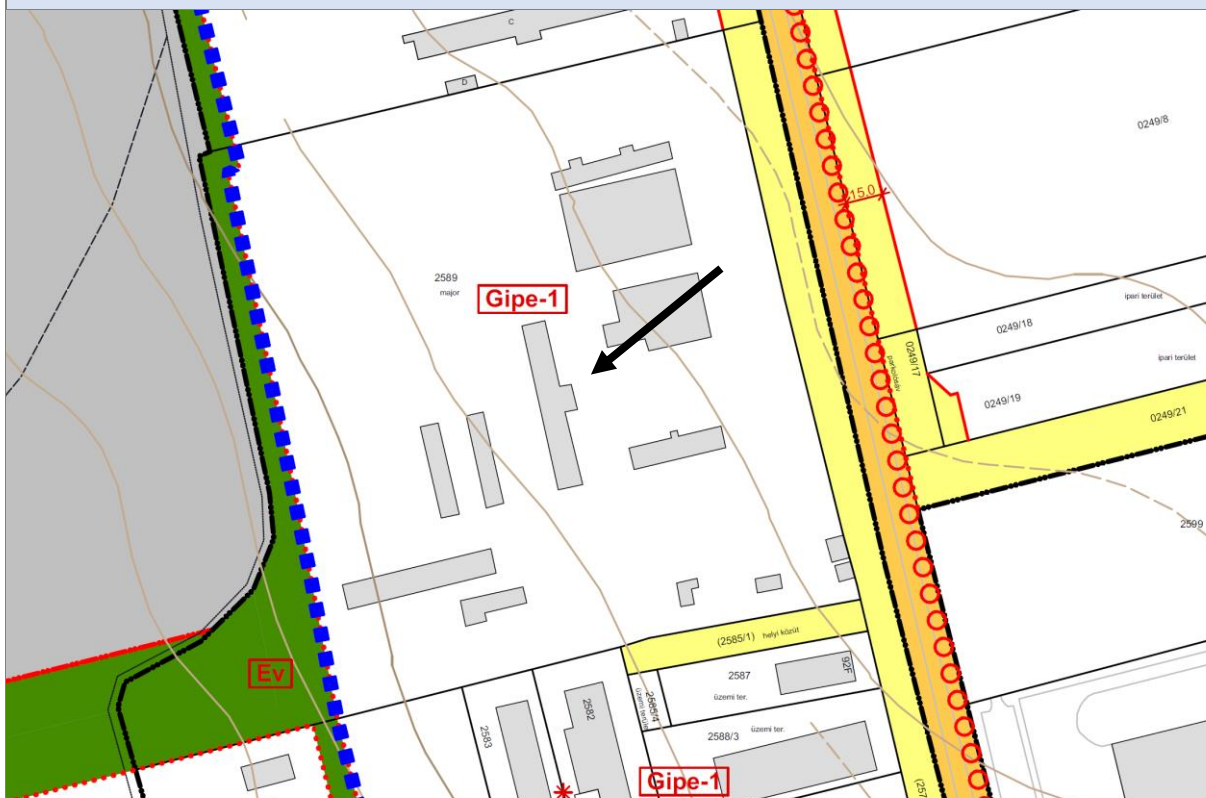 C
D
0249/8
15,0
2589
major
Gipe-1
ipari terület
0249/18
0249/17
parkolósáv
ipari terület
0249/19
0249/21
2599
(2585/1) helyi közút
Ev
2587
92F
üzemi ter.
2585/4
üzemi terület
2583
2582
2588/3
üzemi ter.
Gipe-1